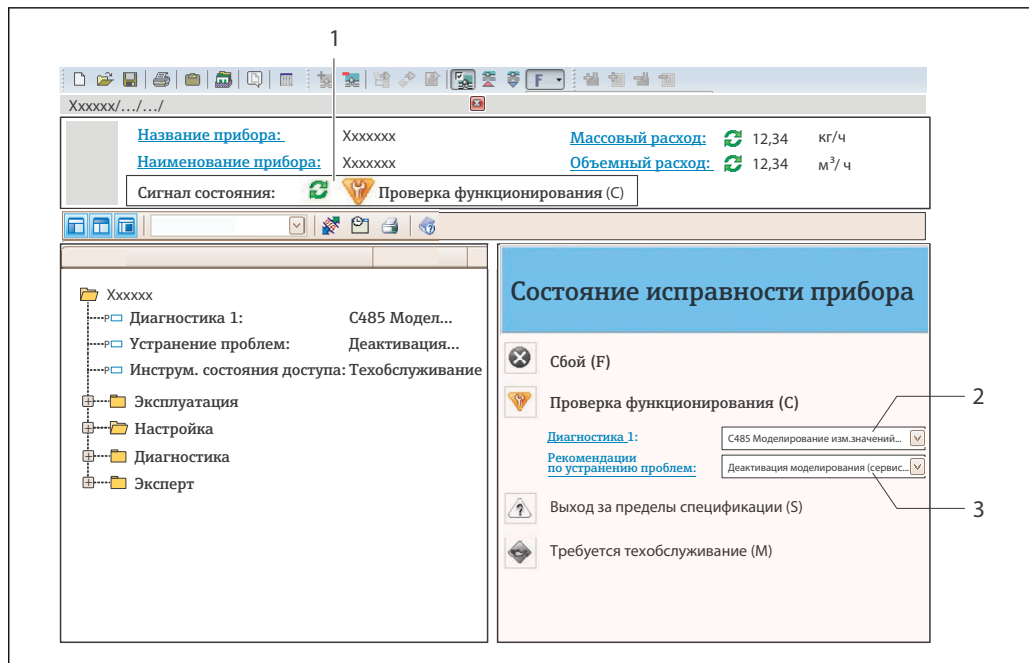 1
F
Xxxxxx/.../.../
Название прибора: Xxxxxxx Массовый расход: 12,34 кг/ч
Наименование прибора: Xxxxxxx Объемный расход: 12,34 м³/ ч
Сигнал состояния: Проверка функционирования (C)
Xxxxxx
P Диагностика 1: C485 Модел...
P Устранение проблем: Деактивация...
P Инструм. состояния доступа: Техобслуживание
Эксплуатация
Настройка
Диагностика
Эксперт
Состояние исправности прибора
Сбой (F)
Проверка функционирования (C)
2
Диагностика 1: C485 Моделирование изм.значений...
Рекомендации
по устранению проблем: Деактивация моделирования (сервис...
3
Выход за пределы спецификации (S)
Требуется техобслуживание (M)